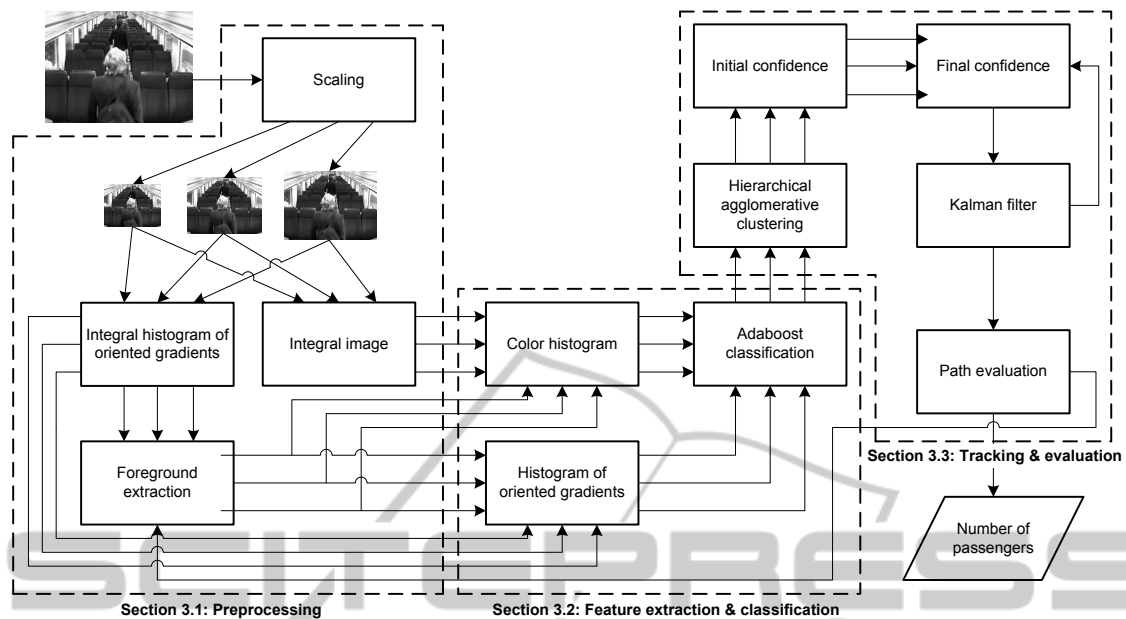 Scaling
Integral histogram of
oriented gradients
Integral image
Foreground
extraction
Section 3.1: Preprocessing
Color histogram
Adaboost
classification
Histogram of
oriented gradients
Section 3.2: Feature extraction & classification
Initial confidence
Final confidence
Hierarchical
agglomerative
clustering
Kalman filter
Path evaluation
Section 3.3: Tracking & evaluation
Number of
passengers
SCITEPRESS